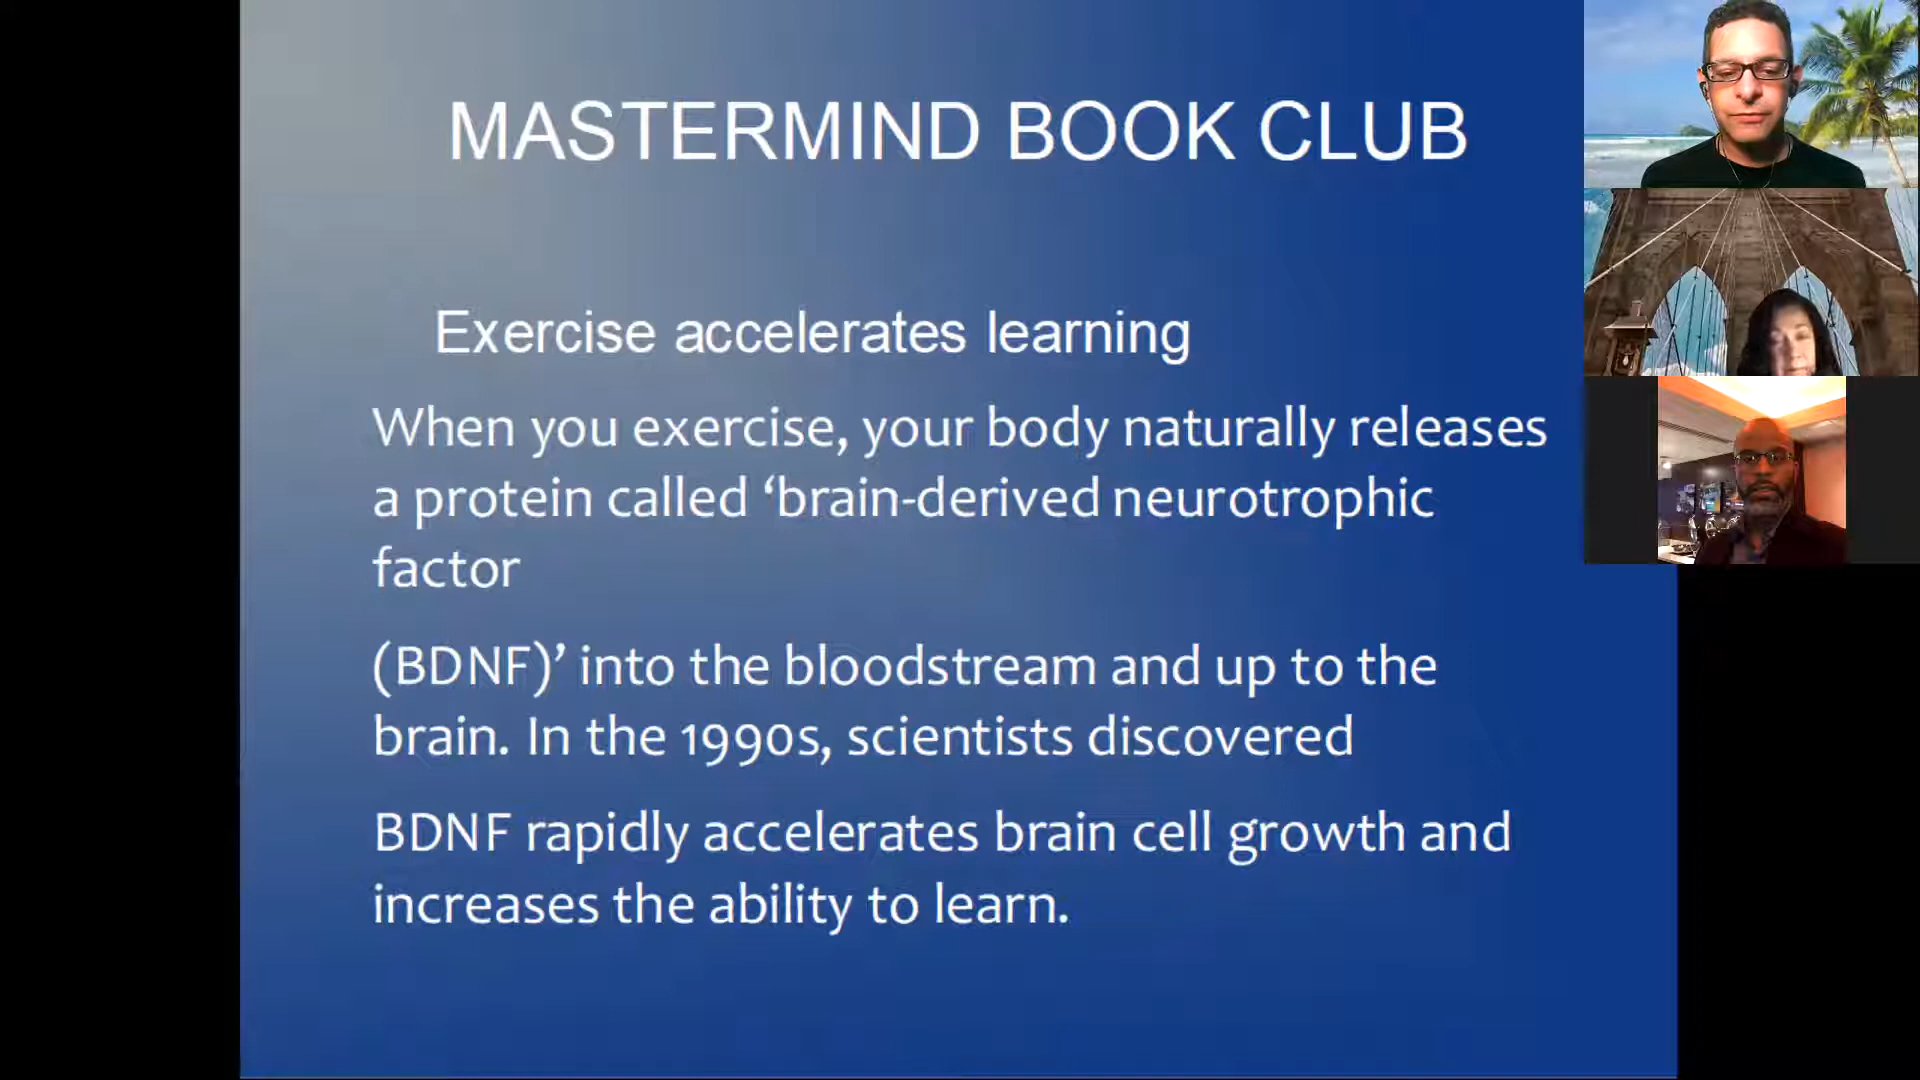 MASTERMIND BOOK CLUB
Exercise accelerates learning
When you exercise, your body naturally releases
a protein called ‘brain-derived neurotrophic
factor
(BDNF)’ into the bloodstream and up to the
brain. In the 1990s, scientists discovered
BDNF rapidly accelerates brain cell growth and
increases the ability to learn.